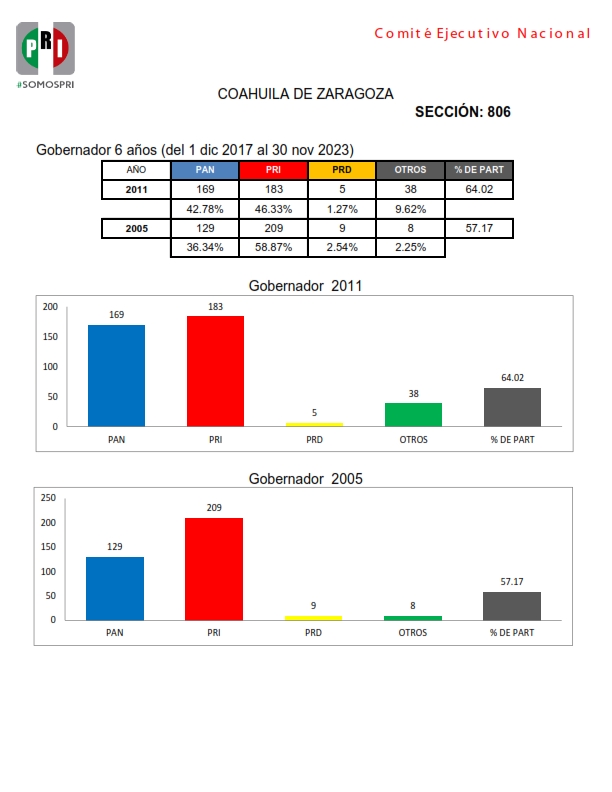 PRI
#SOMOSPRI
Comité Ejecutivo Nacional
COAHUILA DE ZARAGOZA
SECCIÓN: 806
Gobernador 6 años (del 1 dic 2017 al 30 nov 2023)
AÑO PAN PRI PRD OTROS % DE PART
2011 169 183 5 38 64.02
42.78% 46.33% 1.27% 9.62%
2005 129 209 9 8 57.17
36.34% 58.87% 2.54% 2.25%
Gobernador 2011
200
150
100
50
0
169 183 5 38 64.02
PAN PRI PRD OTROS % DE PART
Gobernador 2005
250
200
150
100
50
0
129 209 9 8 57.17
PAN PRI PRD OTROS % DE PART